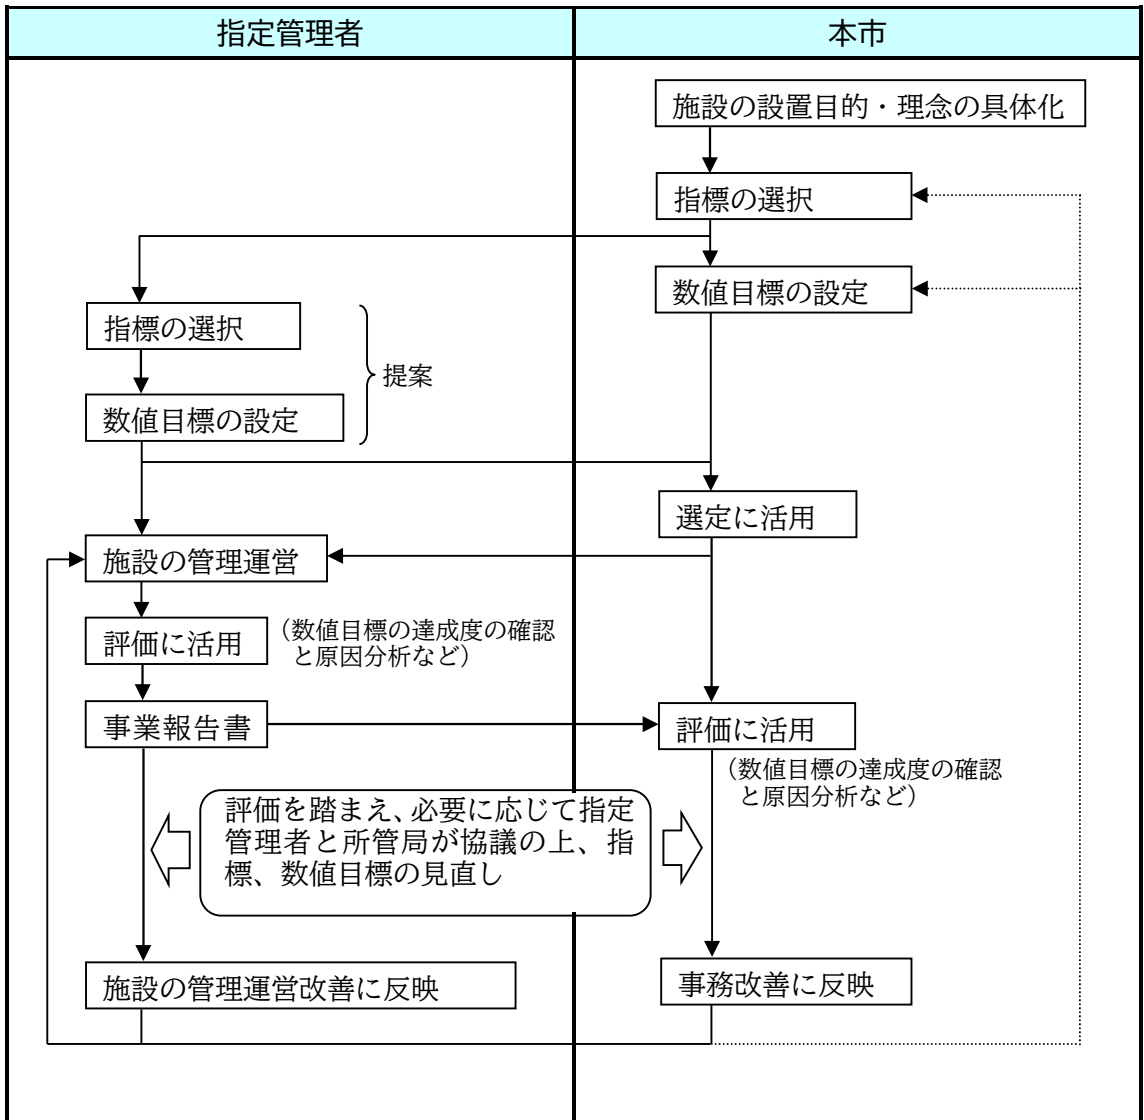 指定管理者
本市
施設の設置目的・理念の具体化
指標の選択
数値目標の設定
指標の選択
提案
数値目標の設定
選定に活用
施設の管理運営
評価に活用
（数値目標の達成度の確認
と原因分析など）
事業報告書
評価に活用
（数値目標の達成度の確認
と原因分析など）
評価を踏まえ、必要に応じて指定
管理者と所管局が協議の上、指
標、数値目標の見直し
施設の管理運営改善に反映
事務改善に反映